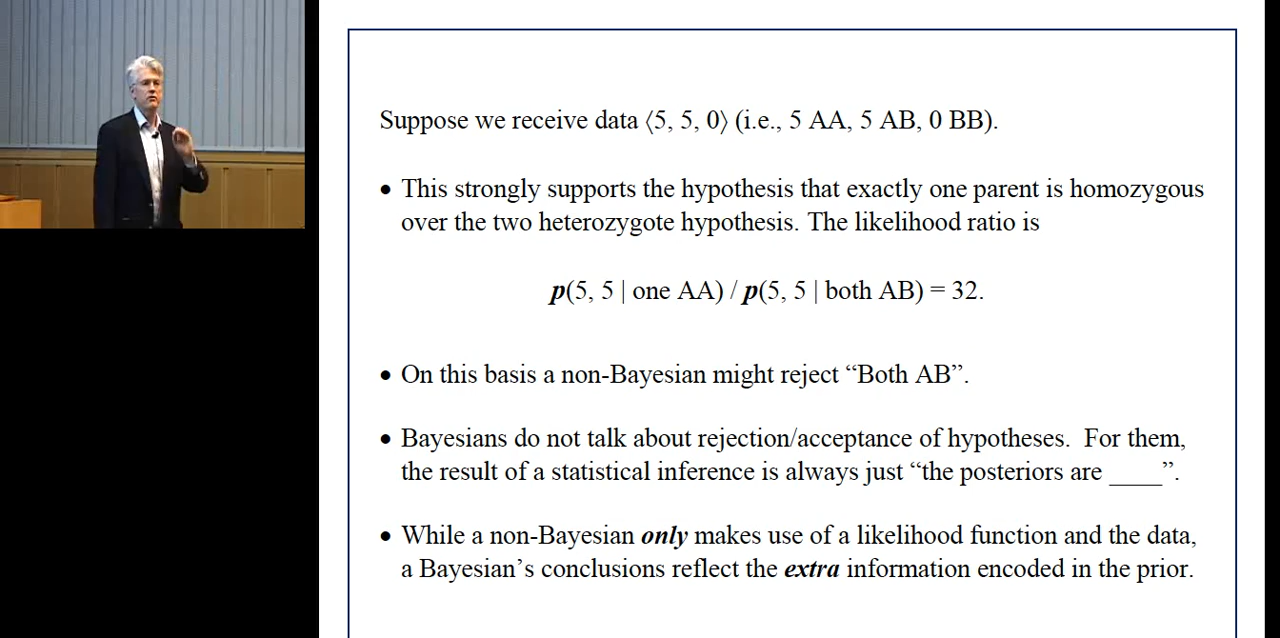 Suppose we receive data ⟨5, 5, 0⟩ (i.e., 5 AA, 5 AB, 0 BB).
• This strongly supports the hypothesis that exactly one parent is homozygous
over the two heterozygote hypothesis. The likelihood ratio is
p(5, 5 | one AA) / p(5, 5 | both AB) = 32.
• On this basis a non-Bayesian might reject “Both AB”.
• Bayesians do not talk about rejection/acceptance of hypotheses. For them,
the result of a statistical inference is always just “the posteriors are ____”.
• While a non-Bayesian only makes use of a likelihood function and the data,
a Bayesian’s conclusions reflect the extra information encoded in the prior.